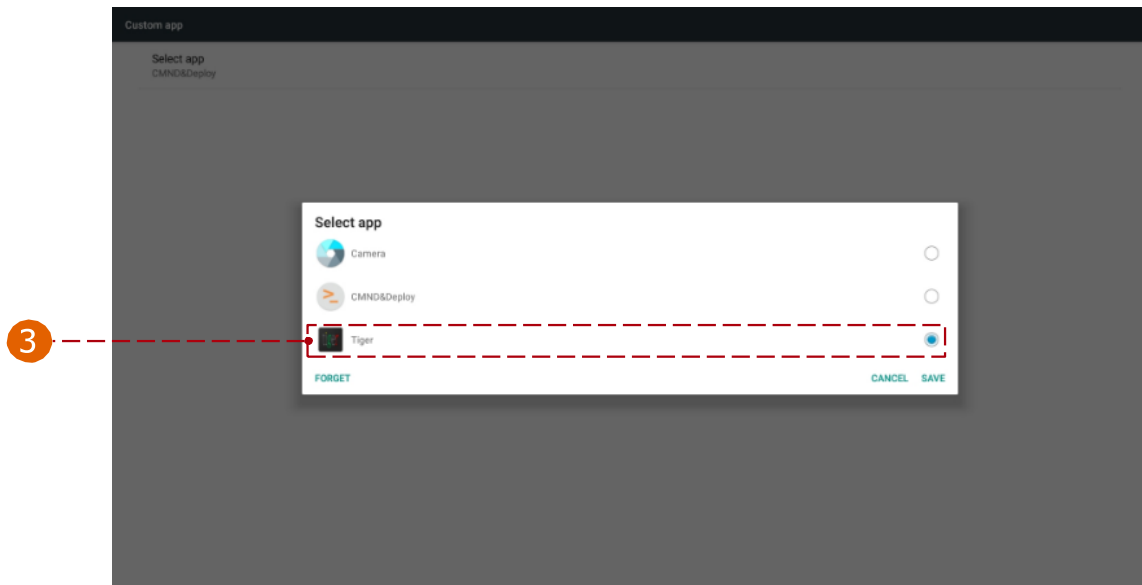 Custom app
Select app
CMND&Deploy
Select app
Camera
CMND&Deploy
3
Tiger
FORGET
CANCEL SAVE